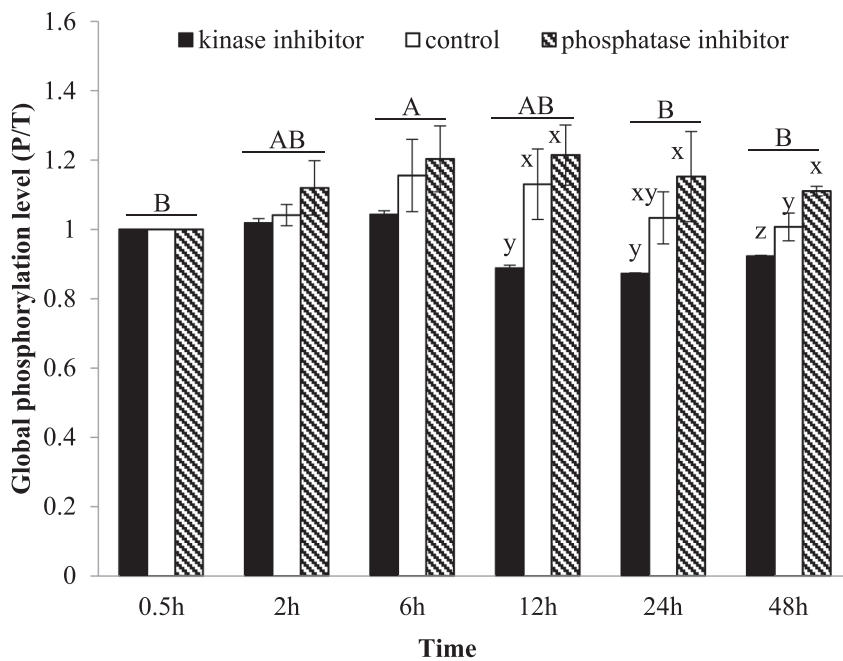 1.6
kinase inhibitor control phosphatase inhibitor
1.4
A AB B
AB B
1.2
x x x x
xy y
B
1
y y z
0.8
0.6
0.4
0.2
0
0.5h 2h 6h 12h 24h 48h
Time
Global phosphorylation level (P/T)